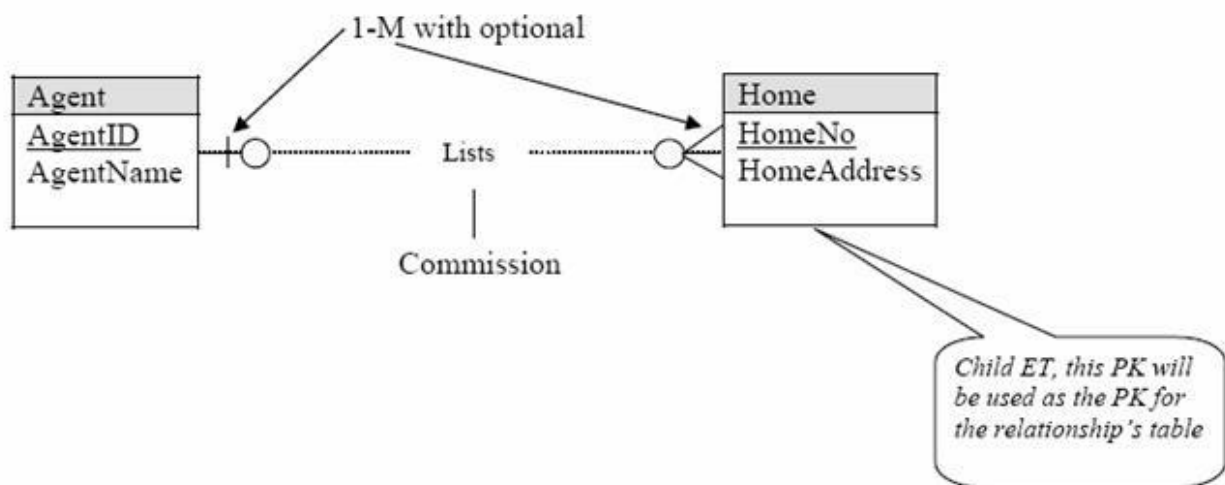 1-M with optional
Agent
AgentID
AgentName
Lists
Commission
Home
HomeNo
HomeAddress
Child ET, this PK will
be used as the PK for
the relationship's table